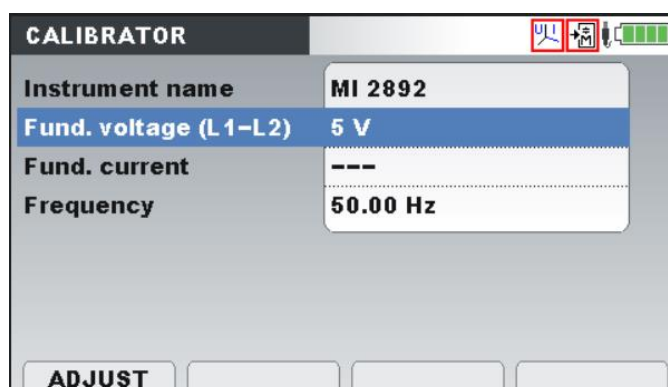 CALIBRATOR
Instrument name MI 2892
Fund. voltage (L1-L2) 5 V
Fund. current ---
Frequency 50.00 Hz
ADJUST